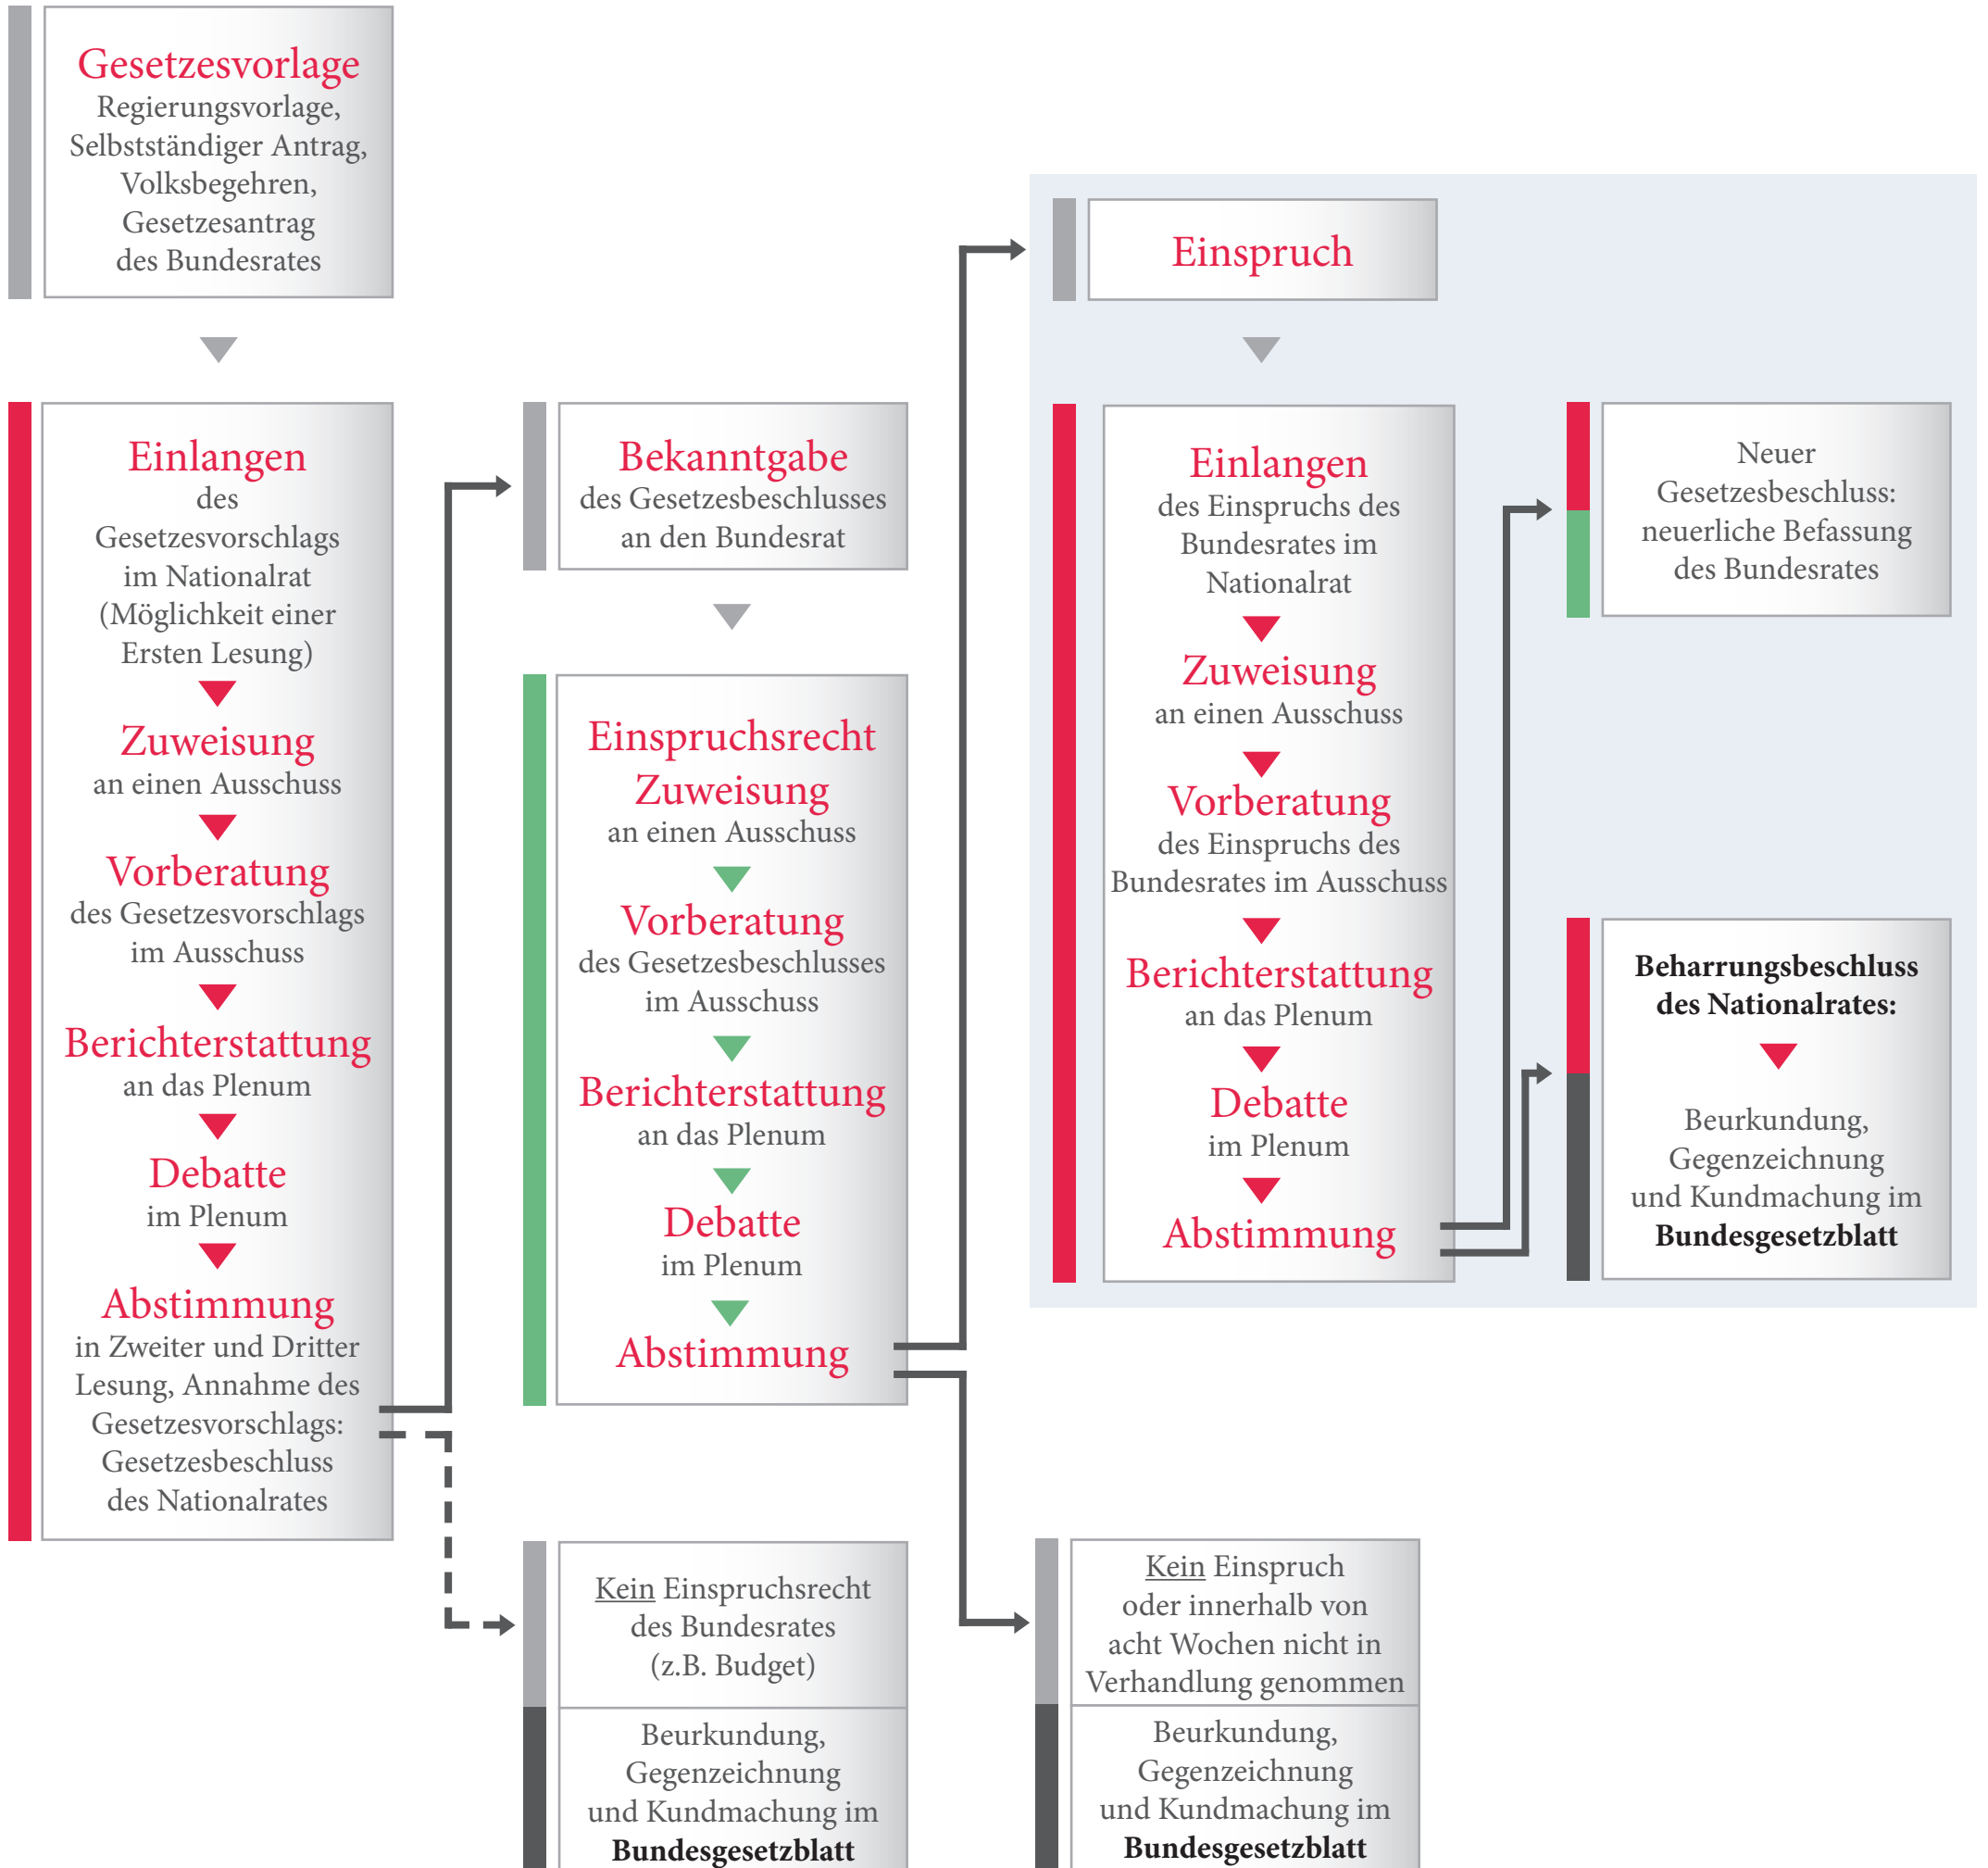 Gesetzesvorlage
Regierungsvorlage,
Selbstständiger Antrag,
Volksbegehren,
Gesetzesantrag
des Bundesrates
Einlangen
des
Gesetzesvorschlags
im Nationalrat
(Möglichkeit einer
Ersten Lesung)
Zuweisung
an einen Ausschuss
Vorberatung
des Gesetzesvorschlags
im Ausschuss
Berichterstattung
an das Plenum
Debatte
im Plenum
Abstimmung
in Zweiter und Dritter
Lesung, Annahme des
Gesetzesvorschlags:
Gesetzesbeschluss
des Nationalrates
Bekanntgabe
des Gesetzesbeschlusses
an den Bundesrat
Einspruchsrecht
Zuweisung
an einen Ausschuss
Vorberatung
des Gesetzesbeschlusses
im Ausschuss
Berichterstattung
an das Plenum
Debatte
im Plenum
Abstimmung
Kein Einspruchsrecht
des Bundesrates
(z.B. Budget)
Beurkundung,
Gegenzeichnung
und Kundmachung im
Bundesgesetzblatt
Einspruch
Einlangen
des Einspruchs des
Bundesrates im
Nationalrat
Zuweisung
an einen Ausschuss
Vorberatung
des Einspruchs des
Bundesrates im Ausschuss
Berichterstattung
an das Plenum
Debatte
im Plenum
Abstimmung
Kein Einspruch
oder innerhalb von
acht Wochen nicht in
Verhandlung genommen
Beurkundung,
Gegenzeichnung
und Kundmachung im
Bundesgesetzblatt
Neuer
Gesetzesbeschluss:
neuerliche Befassung
des Bundesrates
Beharrungsbeschluss
des Nationalrates:
Beurkundung,
Gegenzeichnung
und Kundmachung im
Bundesgesetzblatt